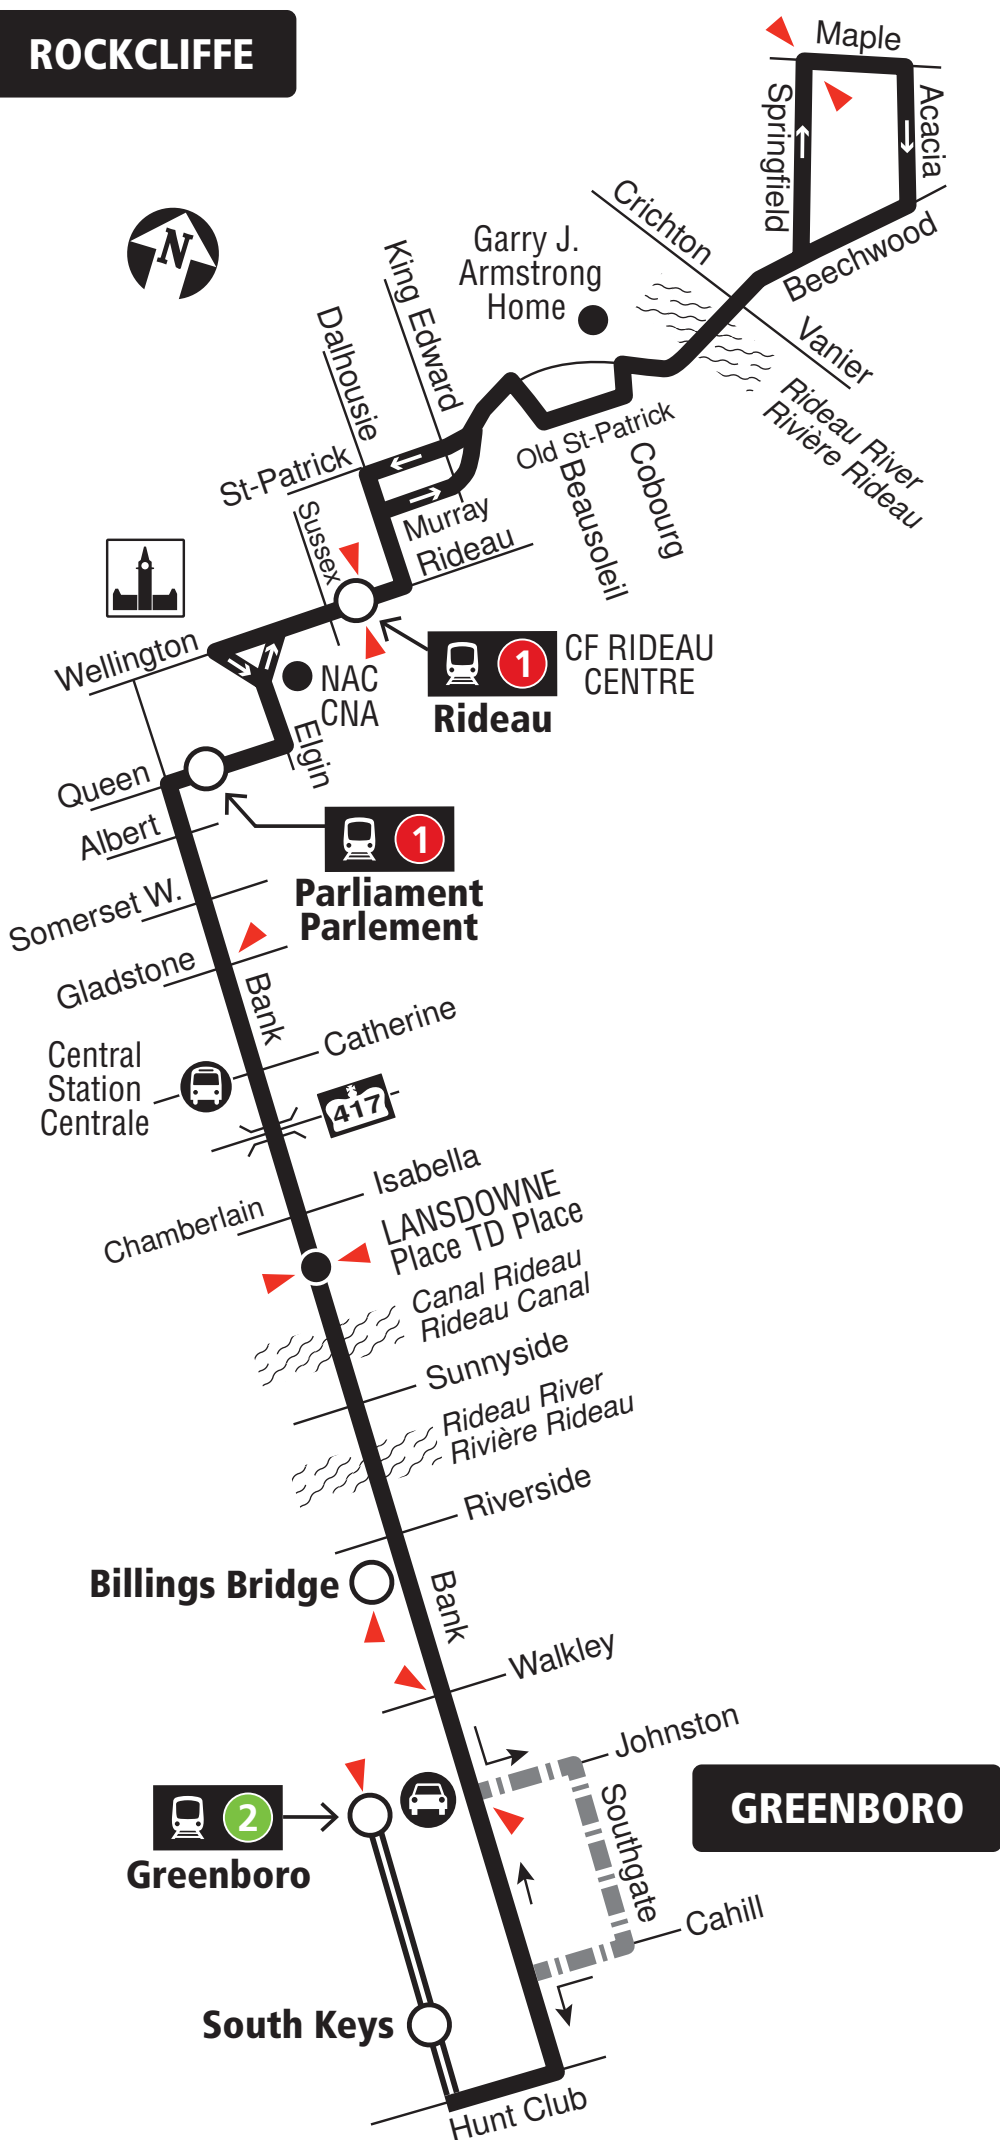 ROCKCLIFFE
Maple
Springfield
Acacia
Crichton
Beechwood
N
Garry J.
Armstrong
Home
King Edward
Dalhousie
Vanier
Rideau River
Rivière Rideau
St-Patrick
Old St-Patrick
Cobourg
Beausoleil
Sussex
Murray
Rideau
Wellington
NAC
CNA
1
Rideau
CF RIDEAU
CENTRE
Elgin
Queen
Albert
1
Parliament
Parlement
Somerset W.
Gladstone
Bank
Catherine
Central
Station
Centrale
417
Isabella
Chamberlain
LANSDOWNE
Place TD Place
Canal Rideau
Rideau Canal
Sunnyside
Rideau River
Rivière Rideau
Riverside
Billings Bridge
Bank
Walkley
Johnston
Southgate
GREENBORO
2
Greenboro
Cahill
South Keys
Hunt Club